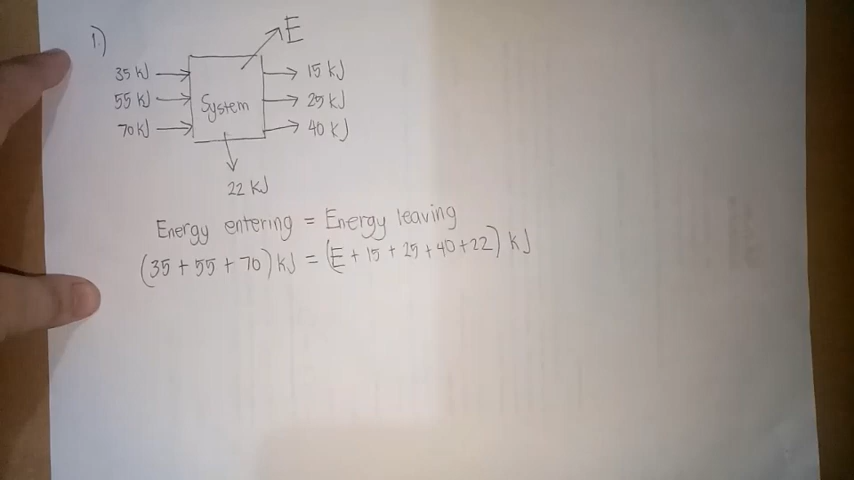 1.)
E
35 kJ
15 kJ
55 kJ
System
25 kJ
70 kJ
40 kJ
22 kJ
Energy entering = Energy leaving
(35 + 55 + 70) kJ = (E + 15 + 25 + 40 + 22) kJ